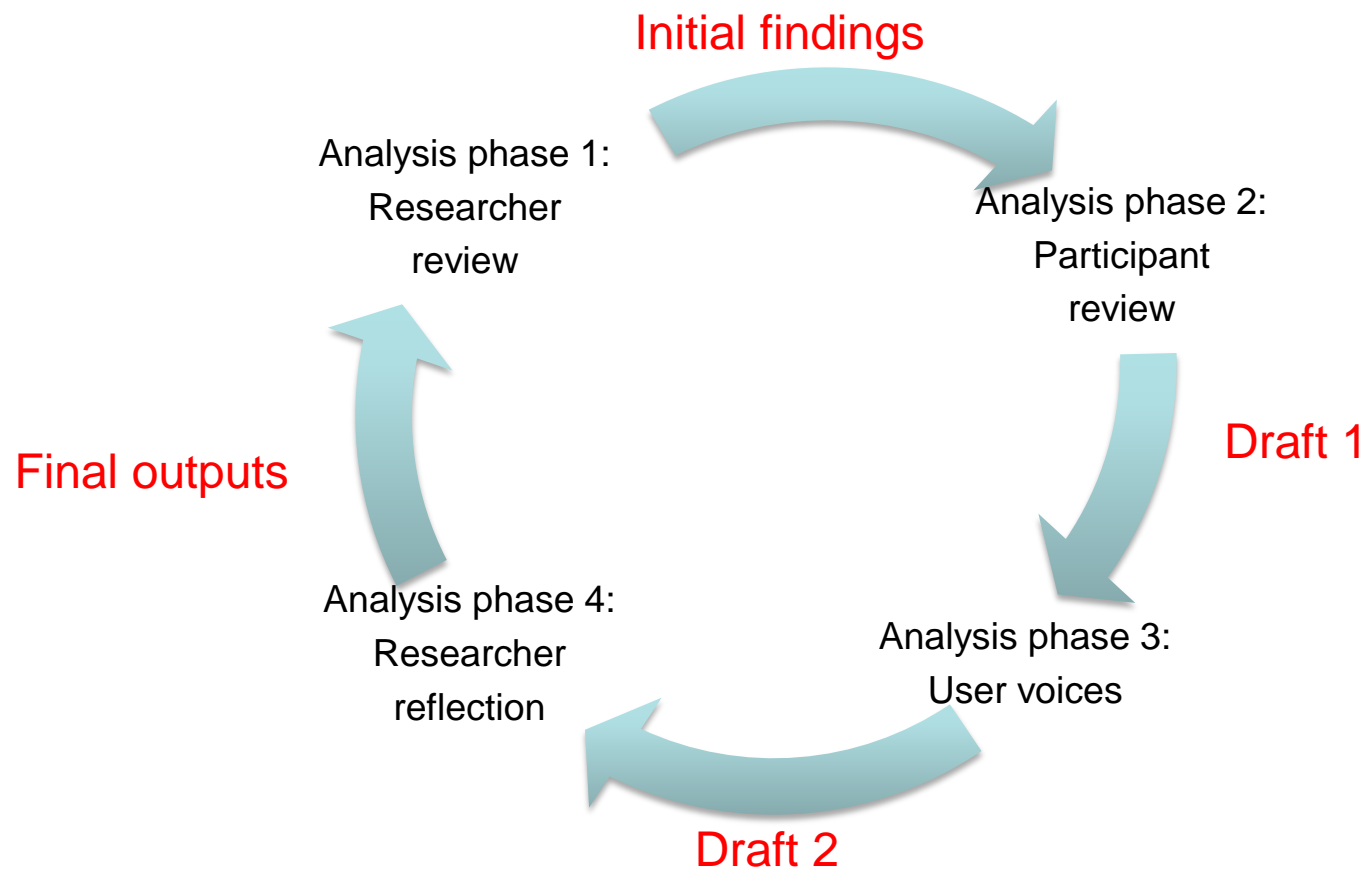 Initial findings
Analysis phase 1:
Researcher
review
Analysis phase 2:
Participant
review
Draft 1
Final outputs
Analysis phase 4:
Researcher
reflection
Analysis phase 3:
User voices
Draft 2